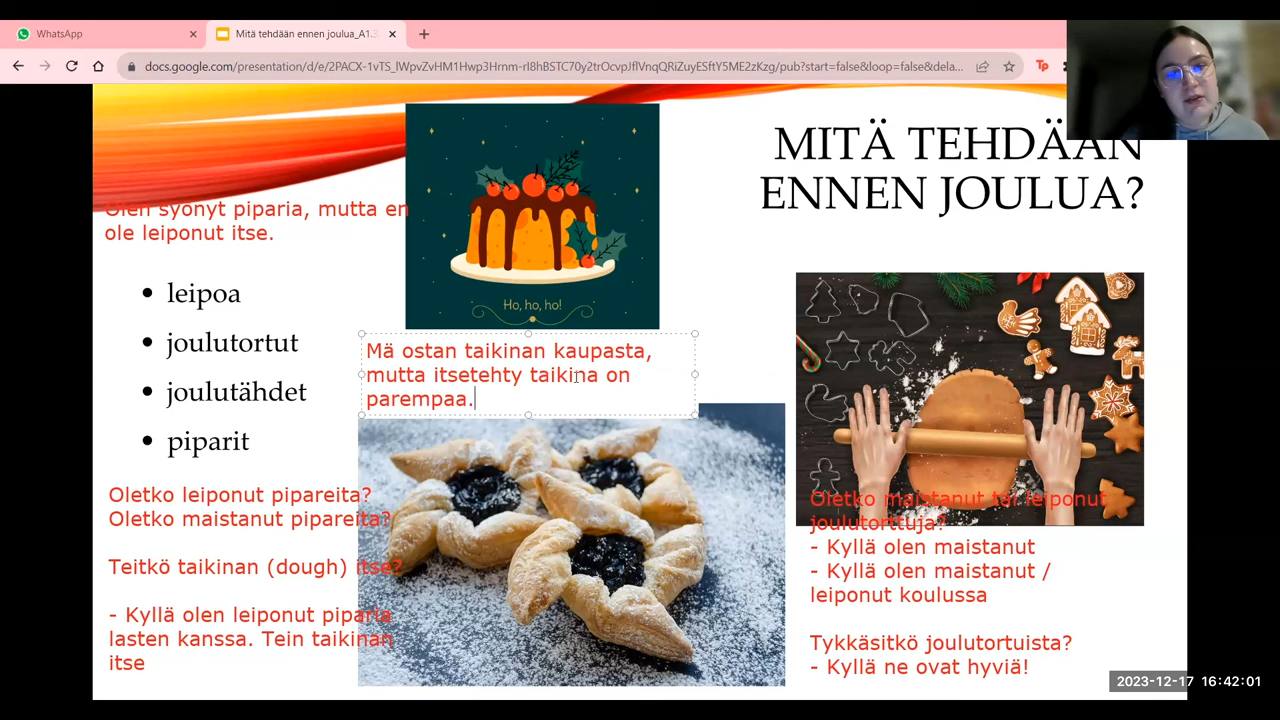 WhatsApp
Mitä tehdään ennen joulua_A1.3
docs.google.com/presentation/d/e/2PACX-1vTS_lWpvZvHM1Hwp3Hrnm-rI8hBSTC70y2trOcvpJflVnqQRiZuyESftY5ME2zKzg/pub?start=false&loop=false&dela...
MITÄ TEHDÄÄN
ENNEN JOULUA?
Olen syönyt piparia, mutta en
ole leiponut itse.
• leipoa
• joulutortut
• joulutähdet
• piparit
Ho, ho, ho!
Mä ostan taikinan kaupasta,
mutta itsetehty taikina on
parempaa.
Oletko leiponut pipareita?
Oletko maistanut pipareita?
Teitkö taikinan (dough) itse?
- Kyllä olen leiponut piparia
lasten kanssa. Tein taikinan
itse
Oletko maistanut tai leiponut
joulutorttuja?
- Kyllä olen maistanut
- Kyllä olen maistanut /
leiponut koulussa
Tykkäsitkö joulutortuista?
- Kyllä ne ovat hyviä!
2023-12-17 16:42:01